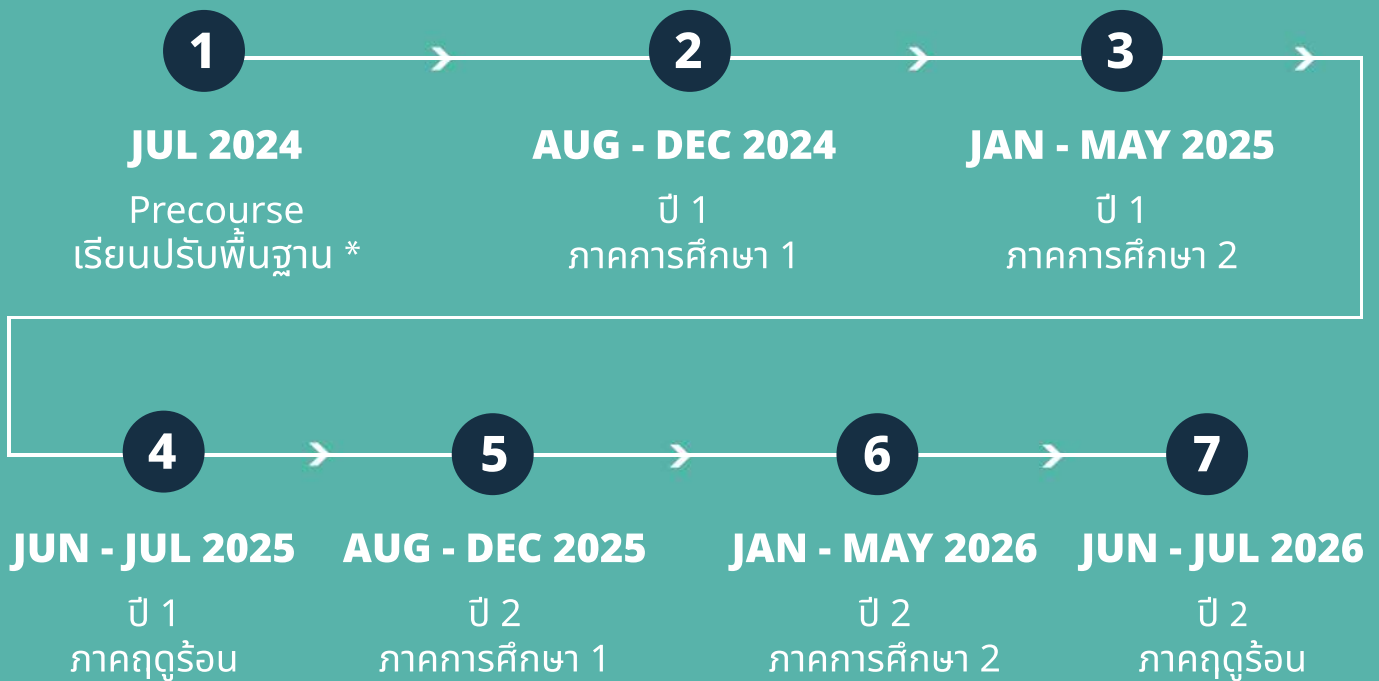 1
2
3
JUL 2024
AUG - DEC 2024
JAN - MAY 2025
Precourse
เรียนปรับพื้นฐาน *
ปี 1
ภาคการศึกษา 1
ปี 1
ภาคการศึกษา 2
4
5
6
7
JUN - JUL 2025
AUG - DEC 2025
JAN - MAY 2026
JUN - JUL 2026
ปี 1
ภาคฤดูร้อน
ปี 2
ภาคการศึกษา 1
ปี 2
ภาคการศึกษา 2
ปี 2
ภาคฤดูร้อน